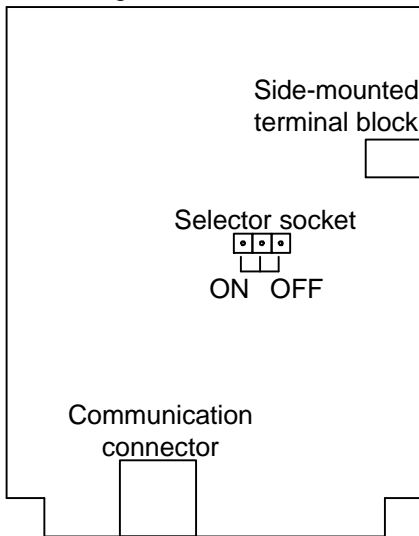 Side-mounted
terminal block
Selector socket
ON OFF
Communication
connector